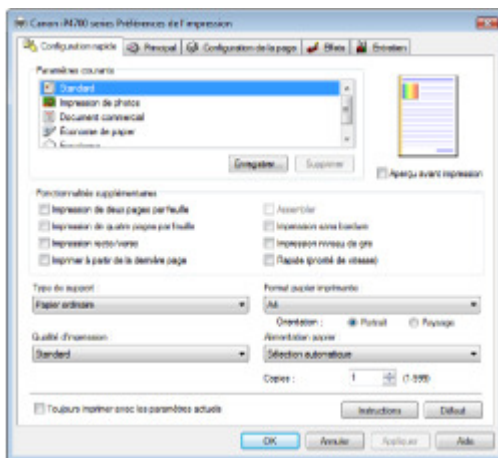 Canon iP4700 series Préférences de l'impression
Configuration rapide Principal Configuration de la page Effets Entretien
Paramètres courants
Standard
Impression de photos
Document commercial
Économie de papier
Enregistrer... Supprimer
Aperçu avant impression
Fonctionnalités supplémentaires
Impression de deux pages par feuille Assembler
Impression de quatre pages par feuille Impression sans bordure
Impression recto/verso Impression niveau de gris
Imprimer à partir de la dernière page Rapide (priorité de vitesse)
Type de support : Format papier imprimante :
Papier ordinaire A4
Orientation : Portrait Paysage
Qualité d'impression : Alimentation papier :
Standard Sélection automatique
Copies : 1 (1-999)
Toujours imprimer avec les paramètres actuels
Instructions Défaut
OK Annuler Appliquer Aide